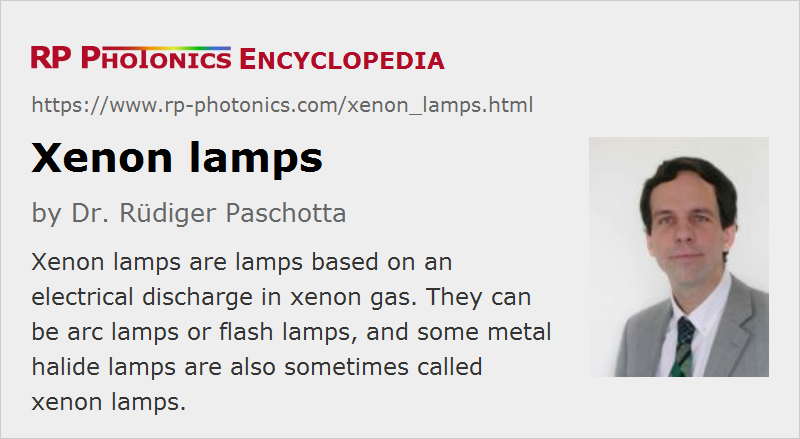 RP PHOTONICS ENCYCLOPEDIA
https://www.rp-photonics.com/xenon_lamps.html
Xenon lamps
by Dr. Rüdiger Paschotta
Xenon lamps are lamps based on an
electrical discharge in xenon gas. They can
be arc lamps or flash lamps, and some metal
halide lamps are also sometimes called
xenon lamps.